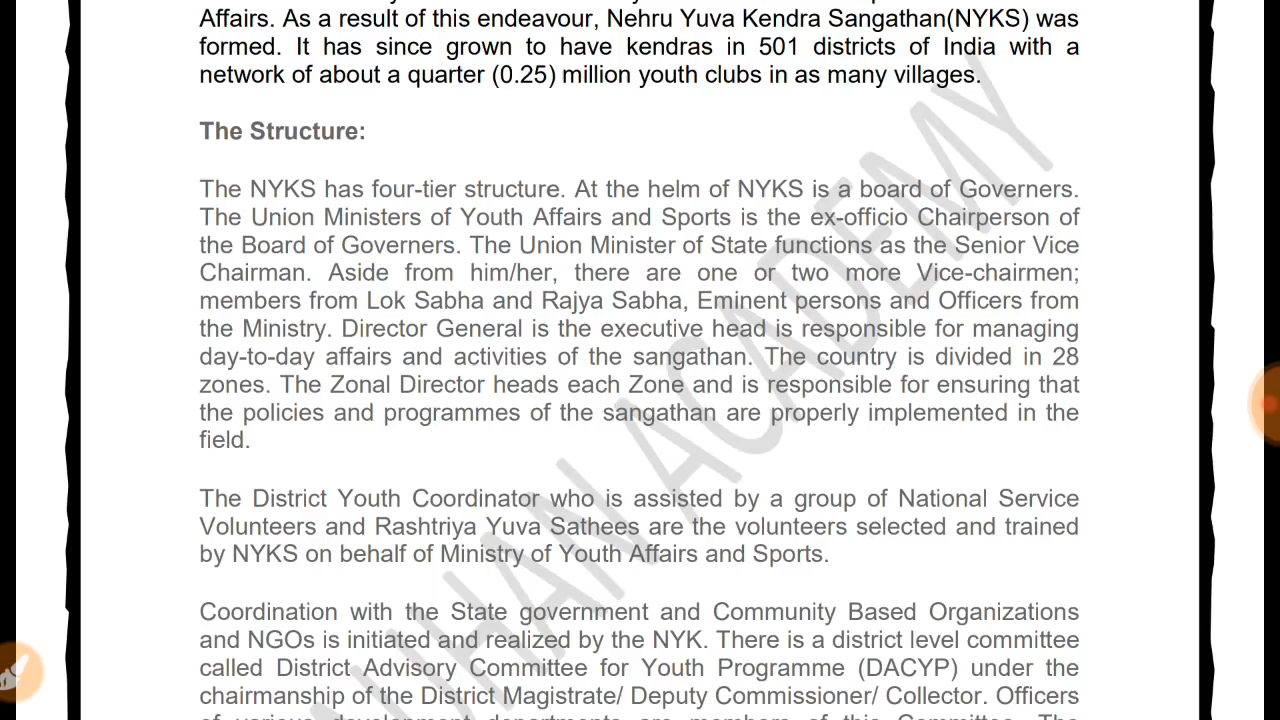 Affairs. As a result of this endeavour, Nehru Yuva Kendra Sangathan(NYKS) was
formed. It has since grown to have kendras in 501 districts of India with a
network of about a quarter (0.25) million youth clubs in as many villages.
The Structure:
The NYKS has four-tier structure. At the helm of NYKS is a board of Governers.
The Union Ministers of Youth Affairs and Sports is the ex-officio Chairperson of
the Board of Governers. The Union Minister of State functions as the Senior Vice
Chairman. Aside from him/her, there are one or two more Vice-chairmen;
members from Lok Sabha and Rajya Sabha, Eminent persons and Officers from
the Ministry. Director General is the executive head is responsible for managing
day-to-day affairs and activities of the sangathan. The country is divided in 28
zones. The Zonal Director heads each Zone and is responsible for ensuring that
the policies and programmes of the sangathan are properly implemented in the
field.
The District Youth Coordinator who is assisted by a group of National Service
Volunteers and Rashtriya Yuva Sathees are the volunteers selected and trained
by NYKS on behalf of Ministry of Youth Affairs and Sports.
Coordination with the State government and Community Based Organizations
and NGOs is initiated and realized by the NYK. There is a district level committee
called District Advisory Committee for Youth Programme (DACYP) under the
chairmanship of the District Magistrate/ Deputy Commissioner/ Collector. Officers
of various development departments are members of this Committee. The
ACADEMY